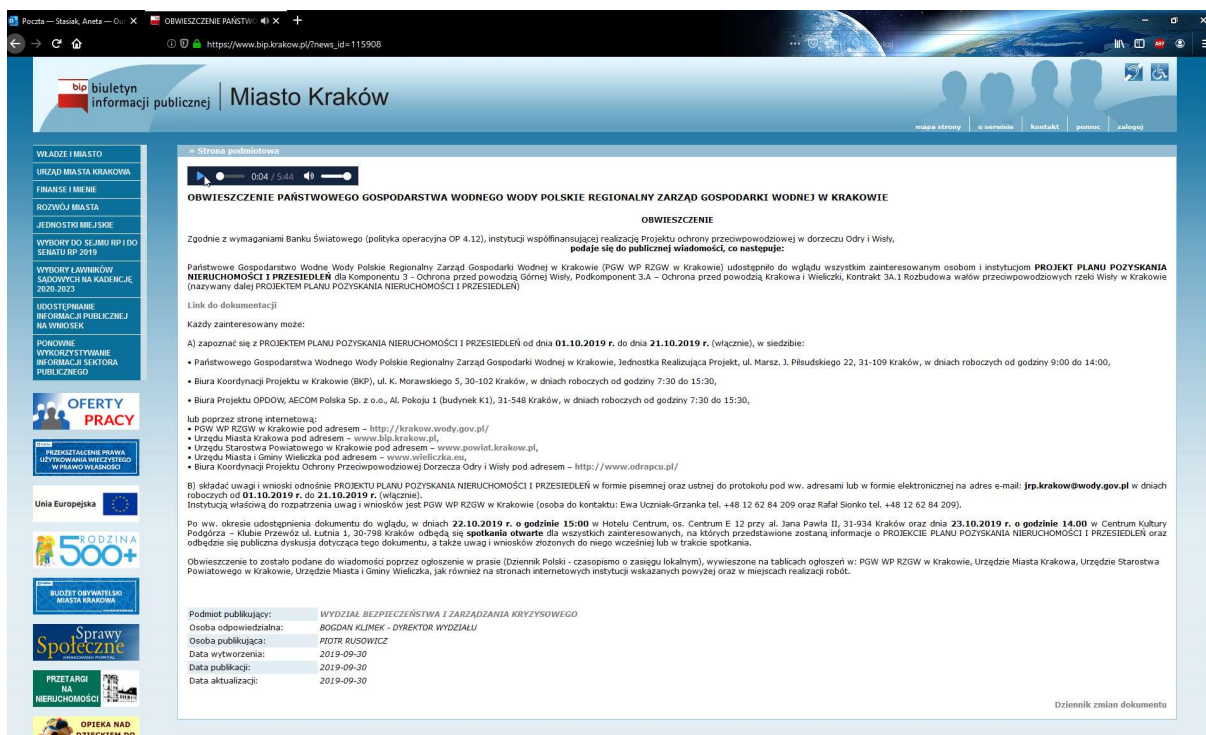 Poczta — Stasiak, Aneta — Ou
OBWIESZCZENIE PAŃSTWO
https://www.bip.krakow.pl/?news_id=115908
bip biuletyn
informacji publicznej
Miasto Kraków
mapa strony
o serwisie
kontakt
pomoc
zaloguj
WŁADZE I MIASTO
URZĄD MIASTA KRAKOWA
FINANSE I MIENIE
ROZWÓJ MIASTA
JEDNOSTKI MIEJSKIE
WYBORY DO SEJMU RP I DO
SENATU RP 2019
WYBORY ŁAWNIKÓW
SĄDOWYCH NA KADENCJĘ
2020-2023
UDOSTĘPNIANIE
INFORMACJI PUBLICZNEJ
NA WNIOSEK
PONOWNE
WYKORZYSTYWANIE
INFORMACJI SEKTORA
PUBLICZNEGO
OFERTY
PRACY
PRZEKSZTAŁCENIE PRAWA
UŻYTKOWANIA WIECZYSTEGO
W PRAWO WŁASNOŚCI
Unia Europejska
RODZINA
500+
BUDŻET OBYWATELSKI
MIASTA KRAKOWA
Sprawy
Społeczne
KRAKOWSKI PORTAL
PRZETARGI
NA
NIERUCHOMOŚCI
OPIEKA NAD
DZIECKIEM DO
» Strona podmiotowa
0:04 / 5:44
OBWIESZCZENIE PAŃSTWOWEGO GOSPODARSTWA WODNEGO WODY POLSKIE REGIONALNY ZARZĄD GOSPODARKI WODNEJ W KRAKOWIE
OBWIESZCZENIE
Zgodnie z wymaganiami Banku Światowego (polityka operacyjna OP 4.12), instytucji współfinansującej realizację Projektu ochrony przeciwpowodziowej w dorzeczu Odry i Wisły,
podaje się do publicznej wiadomości, co następuje:
Państwowe Gospodarstwo Wodne Wody Polskie Regionalny Zarząd Gospodarki Wodnej w Krakowie (PGW WP RZGW w Krakowie) udostępniło do wglądu wszystkim zainteresowanym osobom i instytucjom PROJEKT PLANU POZYSKANIA
NIERUCHOMOŚCI I PRZESIEDLEŃ dla Komponentu 3 - Ochrona przed powodzią Górnej Wisły, Podkomponent 3.A – Ochrona przed powodzią Krakowa i Wieliczki, Kontrakt 3A.1 Rozbudowa wałów przeciwpowodziowych rzeki Wisły w Krakowie
(nazywany dalej PROJEKTEM PLANU POZYSKANIA NIERUCHOMOŚCI I PRZESIEDLEŃ)
Link do dokumentacji
Każdy zainteresowany może:
A) zapoznać się z PROJEKTEM PLANU POZYSKANIA NIERUCHOMOŚCI I PRZESIEDLEŃ od dnia 01.10.2019 r. do dnia 21.10.2019 r. (włącznie), w siedzibie:
• Państwowego Gospodarstwa Wodnego Wody Polskie Regionalny Zarząd Gospodarki Wodnej w Krakowie, Jednostka Realizująca Projekt, ul. Marsz. J. Piłsudskiego 22, 31-109 Kraków, w dniach roboczych od godziny 9:00 do 14:00,
• Biura Koordynacji Projektu w Krakowie (BKP), ul. K. Morawskiego 5, 30-102 Kraków, w dniach roboczych od godziny 7:30 do 15:30,
• Biura Projektu OPDOW, AECOM Polska Sp. z o.o., Al. Pokoju 1 (budynek K1), 31-548 Kraków, w dniach roboczych od godziny 7:30 do 15:30,
lub poprzez stronę internetową:
• PGW WP RZGW w Krakowie pod adresem – http://krakow.wody.gov.pl/
• Urzędu Miasta Krakowa pod adresem – www.bip.krakow.pl,
• Urzędu Starostwa Powiatowego w Krakowie pod adresem – www.powiat.krakow.pl,
• Urzędu Miasta i Gminy Wieliczka pod adresem – www.wieliczka.eu,
• Biura Koordynacji Projektu Ochrony Przeciwpowodziowej Dorzecza Odry i Wisły pod adresem – http://www.odrapcu.pl/
B) składać uwagi i wnioski odnośnie PROJEKTU PLANU POZYSKANIA NIERUCHOMOŚCI I PRZESIEDLEŃ w formie pisemnej oraz ustnej do protokołu pod ww. adresami lub w formie elektronicznej na adres e-mail: jrp.krakow@wody.gov.pl w dniach
roboczych od 01.10.2019 r. do 21.10.2019 r. (włącznie).
Instytucją właściwą do rozpatrzenia uwag i wniosków jest PGW WP RZGW w Krakowie (osoba do kontaktu: Ewa Uczniak-Grzanka tel. +48 12 62 84 209 oraz Rafał Sionko tel. +48 12 62 84 209).
Po ww. okresie udostępnienia dokumentu do wglądu, w dniach 22.10.2019 r. o godzinie 15:00 w Hotelu Centrum, os. Centrum E 12 przy al. Jana Pawła II, 31-934 Kraków oraz dnia 23.10.2019 r. o godzinie 14.00 w Centrum Kultury
Podgórza – Klubie Przewóz ul. Łutnia 1, 30-798 Kraków odbędą się spotkania otwarte dla wszystkich zainteresowanych, na których przedstawione zostaną informacje o PROJEKCIE PLANU POZYSKANIA NIERUCHOMOŚCI I PRZESIEDLEŃ oraz
odbędzie się publiczna dyskusja dotycząca tego dokumentu, a także uwag i wniosków złożonych do niego wcześniej lub w trakcie spotkania.
Obwieszczenie to zostało podane do wiadomości poprzez ogłoszenie w prasie (Dziennik Polski - czasopismo o zasięgu lokalnym), wywieszone na tablicach ogłoszeń w: PGW WP RZGW w Krakowie, Urzędzie Miasta Krakowa, Urzędzie Starostwa
Powiatowego w Krakowie, Urzędzie Miasta i Gminy Wieliczka, jak również na stronach internetowych instytucji wskazanych powyżej oraz w miejscach realizacji robót.
Podmiot publikujący: WYDZIAŁ BEZPIECZEŃSTWA I ZARZĄDZANIA KRYZYSOWEGO
Osoba odpowiedzialna: BOGDAN KLIMEK - DYREKTOR WYDZIAŁU
Osoba publikująca: PIOTR RUSOWICZ
Data wytworzenia: 2019-09-30
Data publikacji: 2019-09-30
Data aktualizacji: 2019-09-30
Dziennik zmian dokumentu